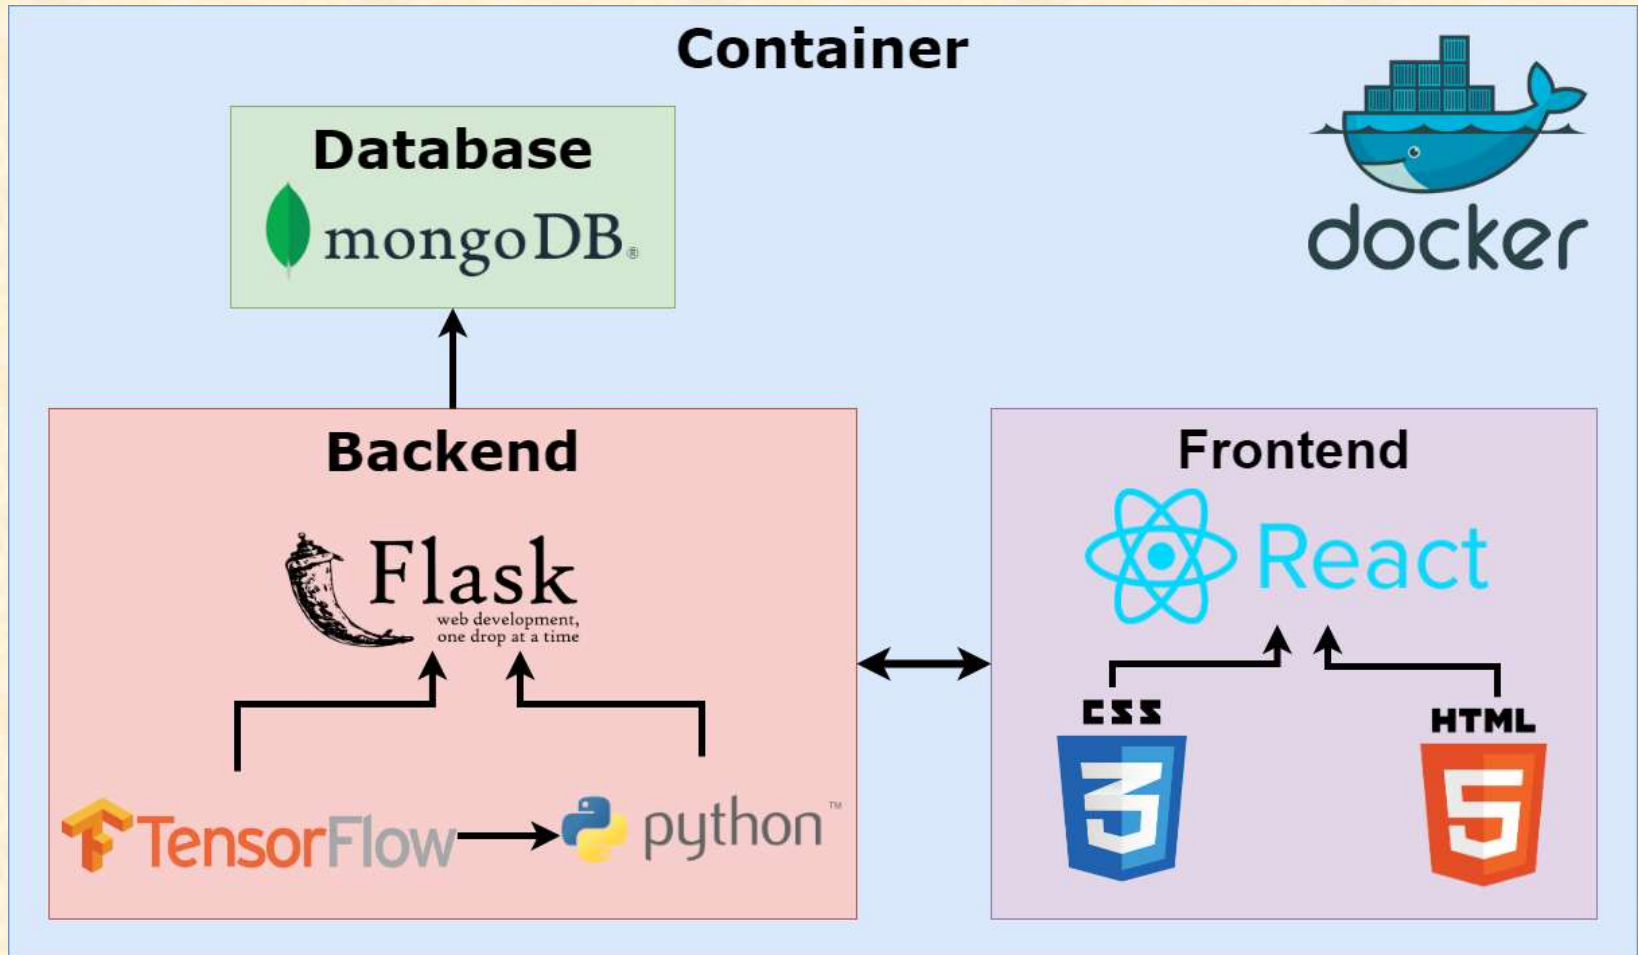 Container
docker
Database
mongoDB®
Backend
Flask
web development,
one drop at a time
TensorFlow
python™
Frontend
React
CSS
3
HTML
5